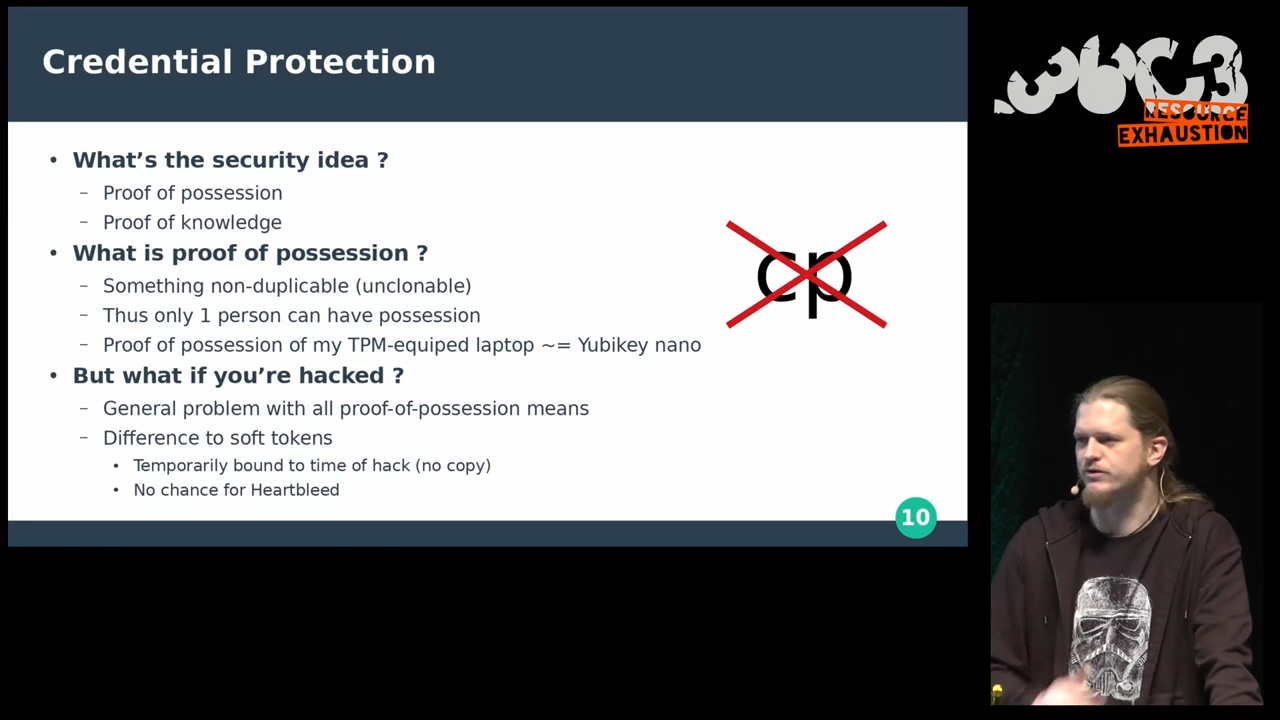 Credential Protection
• What’s the security idea ?
– Proof of possession
– Proof of knowledge
• What is proof of possession ?
– Something non-duplicable (unclonable)
– Thus only 1 person can have possession
– Proof of possession of my TPM-equiped laptop ~= Yubikey nano
• But what if you’re hacked ?
– General problem with all proof-of-possession means
– Difference to soft tokens
• Temporarily bound to time of hack (no copy)
• No chance for Heartbleed
cp
10
36C3
RESOURCE
EXHAUSTION